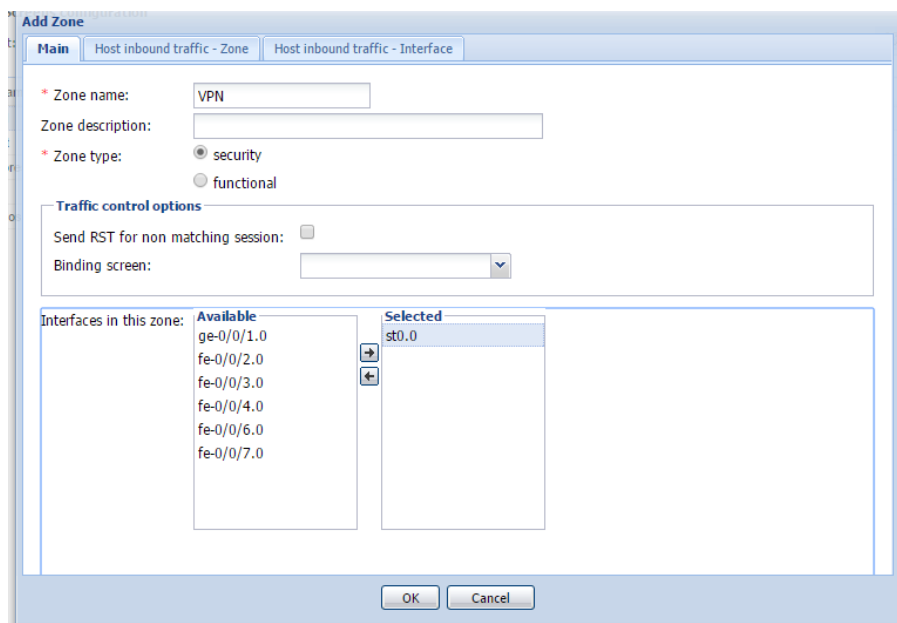 Add Zone
Main Host inbound traffic - Zone Host inbound traffic - Interface
* Zone name: VPN
Zone description:
* Zone type: security
functional
Traffic control options
Send RST for non matching session:
Binding screen:
Interfaces in this zone: Available Selected
ge-0/0/1.0 st0.0
fe-0/0/2.0
fe-0/0/3.0
fe-0/0/4.0
fe-0/0/6.0
fe-0/0/7.0
OK Cancel